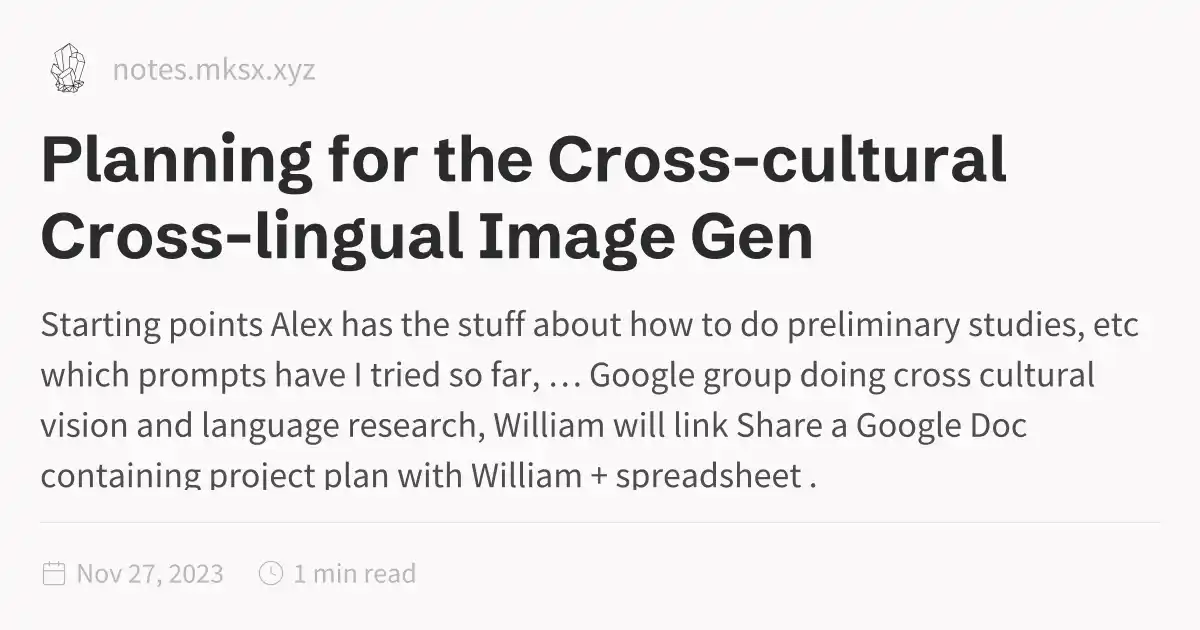 notes.mksx.xyz
Planning for the Cross-cultural
Cross-lingual Image Gen
Starting points Alex has the stuff about how to do preliminary studies, etc
which prompts have I tried so far, … Google group doing cross cultural
vision and language research, William will link Share a Google Doc
containing project plan with William + spreadsheet .
Nov 27, 2023
1 min read